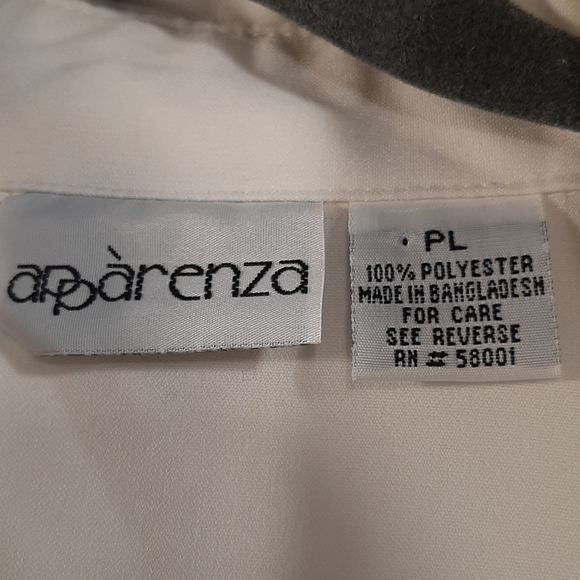 appàrenza
PL
100% POLYESTER
MADE IN BANGLADESH
FOR CARE
SEE REVERSE
RN # 58001